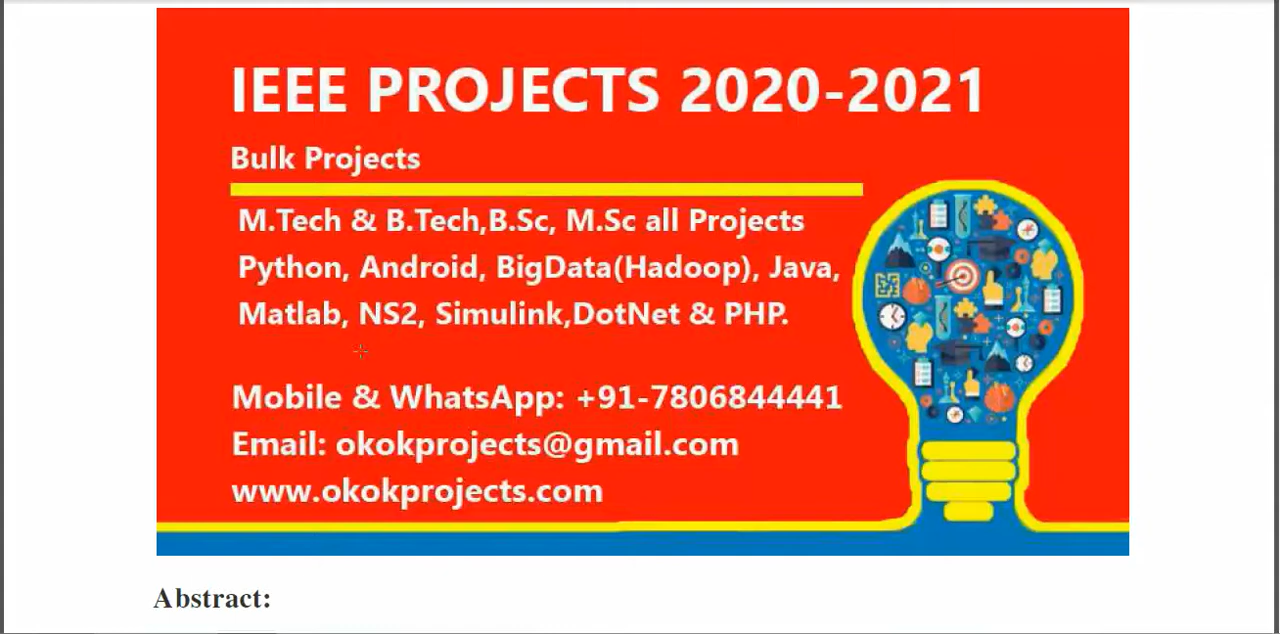 IEEE PROJECTS 2020-2021
Bulk Projects
M.Tech & B.Tech,B.Sc, M.Sc all Projects
Python, Android, BigData(Hadoop), Java,
Matlab, NS2, Simulink,DotNet & PHP.
Mobile & WhatsApp: +91-7806844441
Email: okokprojects@gmail.com
www.okokprojects.com
Abstract: